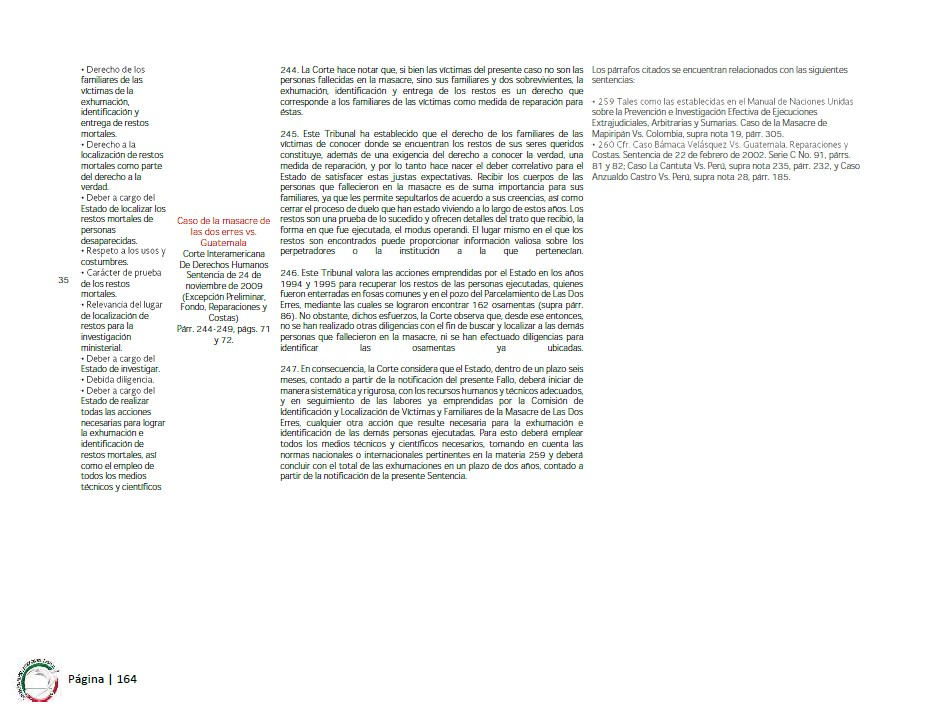 35
• Derecho de los
familiares de las
víctimas de la
exhumación,
identificación y
entrega de restos
mortales.
• Derecho a la
localización de restos
mortales como parte
del derecho a la
verdad.
• Deber a cargo del
Estado de localizar los
restos mortales de
personas
desaparecidas.
• Respeto a los usos y
costumbres.
• Carácter de prueba
de los restos
mortales.
• Relevancia del lugar
de localización de
restos para la
investigación
ministerial.
• Deber a cargo del
Estado de investigar.
• Debida diligencia.
• Deber a cargo del
Estado de realizar
todas las acciones
necesarias para lograr
la exhumación e
identificación de
restos mortales, así
como el empleo de
todos los medios
técnicos y científicos
Caso de la masacre de
las dos erres vs.
Guatemala
Corte Interamericana
De Derechos Humanos
Sentencia de 24 de
noviembre de 2009
(Excepción Preliminar,
Fondo, Reparaciones y
Costas)
Párr. 244-249, págs. 71
y 72.
244. La Corte hace notar que, si bien las víctimas del presente caso no son las
personas fallecidas en la masacre, sino sus familiares y dos sobrevivientes, la
exhumación, identificación y entrega de los restos es un derecho que
corresponde a los familiares de las víctimas como medida de reparación para
éstas.
245. Este Tribunal ha establecido que el derecho de los familiares de las
víctimas de conocer donde se encuentran los restos de sus seres queridos
constituye, además de una exigencia del derecho a conocer la verdad, una
medida de reparación, y por lo tanto hace nacer el deber correlativo para el
Estado de satisfacer estas justas expectativas. Recibir los cuerpos de las
personas que fallecieron en la masacre es de suma importancia para sus
familiares, ya que les permite sepultarlos de acuerdo a sus creencias, así como
cerrar el proceso de duelo que han estado viviendo a lo largo de estos años. Los
restos son una prueba de lo sucedido y ofrecen detalles del trato que recibió, la
forma en que fue ejecutada, el modus operandi. El lugar mismo en el que los
restos son encontrados puede proporcionar información valiosa sobre los
perpetradores o la institución a la que pertenecían.
246. Este Tribunal valora las acciones emprendidas por el Estado en los años
1994 y 1995 para recuperar los restos de las personas ejecutadas, quienes
fueron enterradas en fosas comunes y en el pozo del Parcelamiento de Las Dos
Erres, mediante las cuales se lograron encontrar 162 osamentas (supra párr.
86). No obstante, dichos esfuerzos, la Corte observa que, desde ese entonces,
no se han realizado otras diligencias con el fin de buscar y localizar a las demás
personas que fallecieron en la masacre, ni se han efectuado diligencias para
identificar las osamentas ya ubicadas.
247. En consecuencia, la Corte considera que el Estado, dentro de un plazo seis
meses, contado a partir de la notificación del presente Fallo, deberá iniciar de
manera sistemática y rigurosa, con los recursos humanos y técnicos adecuados,
y en seguimiento de las labores ya emprendidas por la Comisión de
Identificación y Localización de Víctimas y Familiares de la Masacre de Las Dos
Erres, cualquier otra acción que resulte necesaria para la exhumación e
identificación de las demás personas ejecutadas. Para esto deberá emplear
todos los medios técnicos y científicos necesarios, tomando en cuenta las
normas nacionales o internacionales pertinentes en la materia 259 y deberá
concluir con el total de las exhumaciones en un plazo de dos años, contado a
partir de la notificación de la presente Sentencia.
Los párrafos citados se encuentran relacionados con las siguientes
sentencias:
• 259 Tales como las establecidas en el Manual de Naciones Unidas
sobre la Prevención e Investigación Efectiva de Ejecuciones
Extrajudiciales, Arbitrarias y Sumarias. Caso de la Masacre de
Mapiripán Vs. Colombia, supra nota 19, párr. 305.
• 260 Cfr. Caso Bámaca Velásquez Vs. Guatemala. Reparaciones y
Costas. Sentencia de 22 de febrero de 2002. Serie C No. 91, párrs.
81 y 82; Caso La Cantuta Vs. Perú, supra nota 235, párr. 232, y Caso
Anzualdo Castro Vs. Perú, supra nota 28, párr. 185.
Página | 164